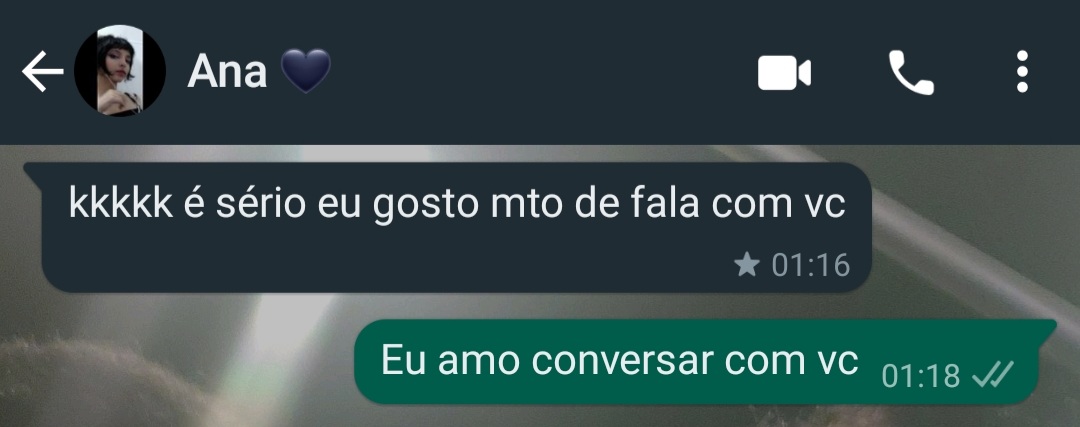 Ana 🖤
kkkkk é sério eu gosto mto de fala com vc
★ 01:16
Eu amo conversar com vc 01:18